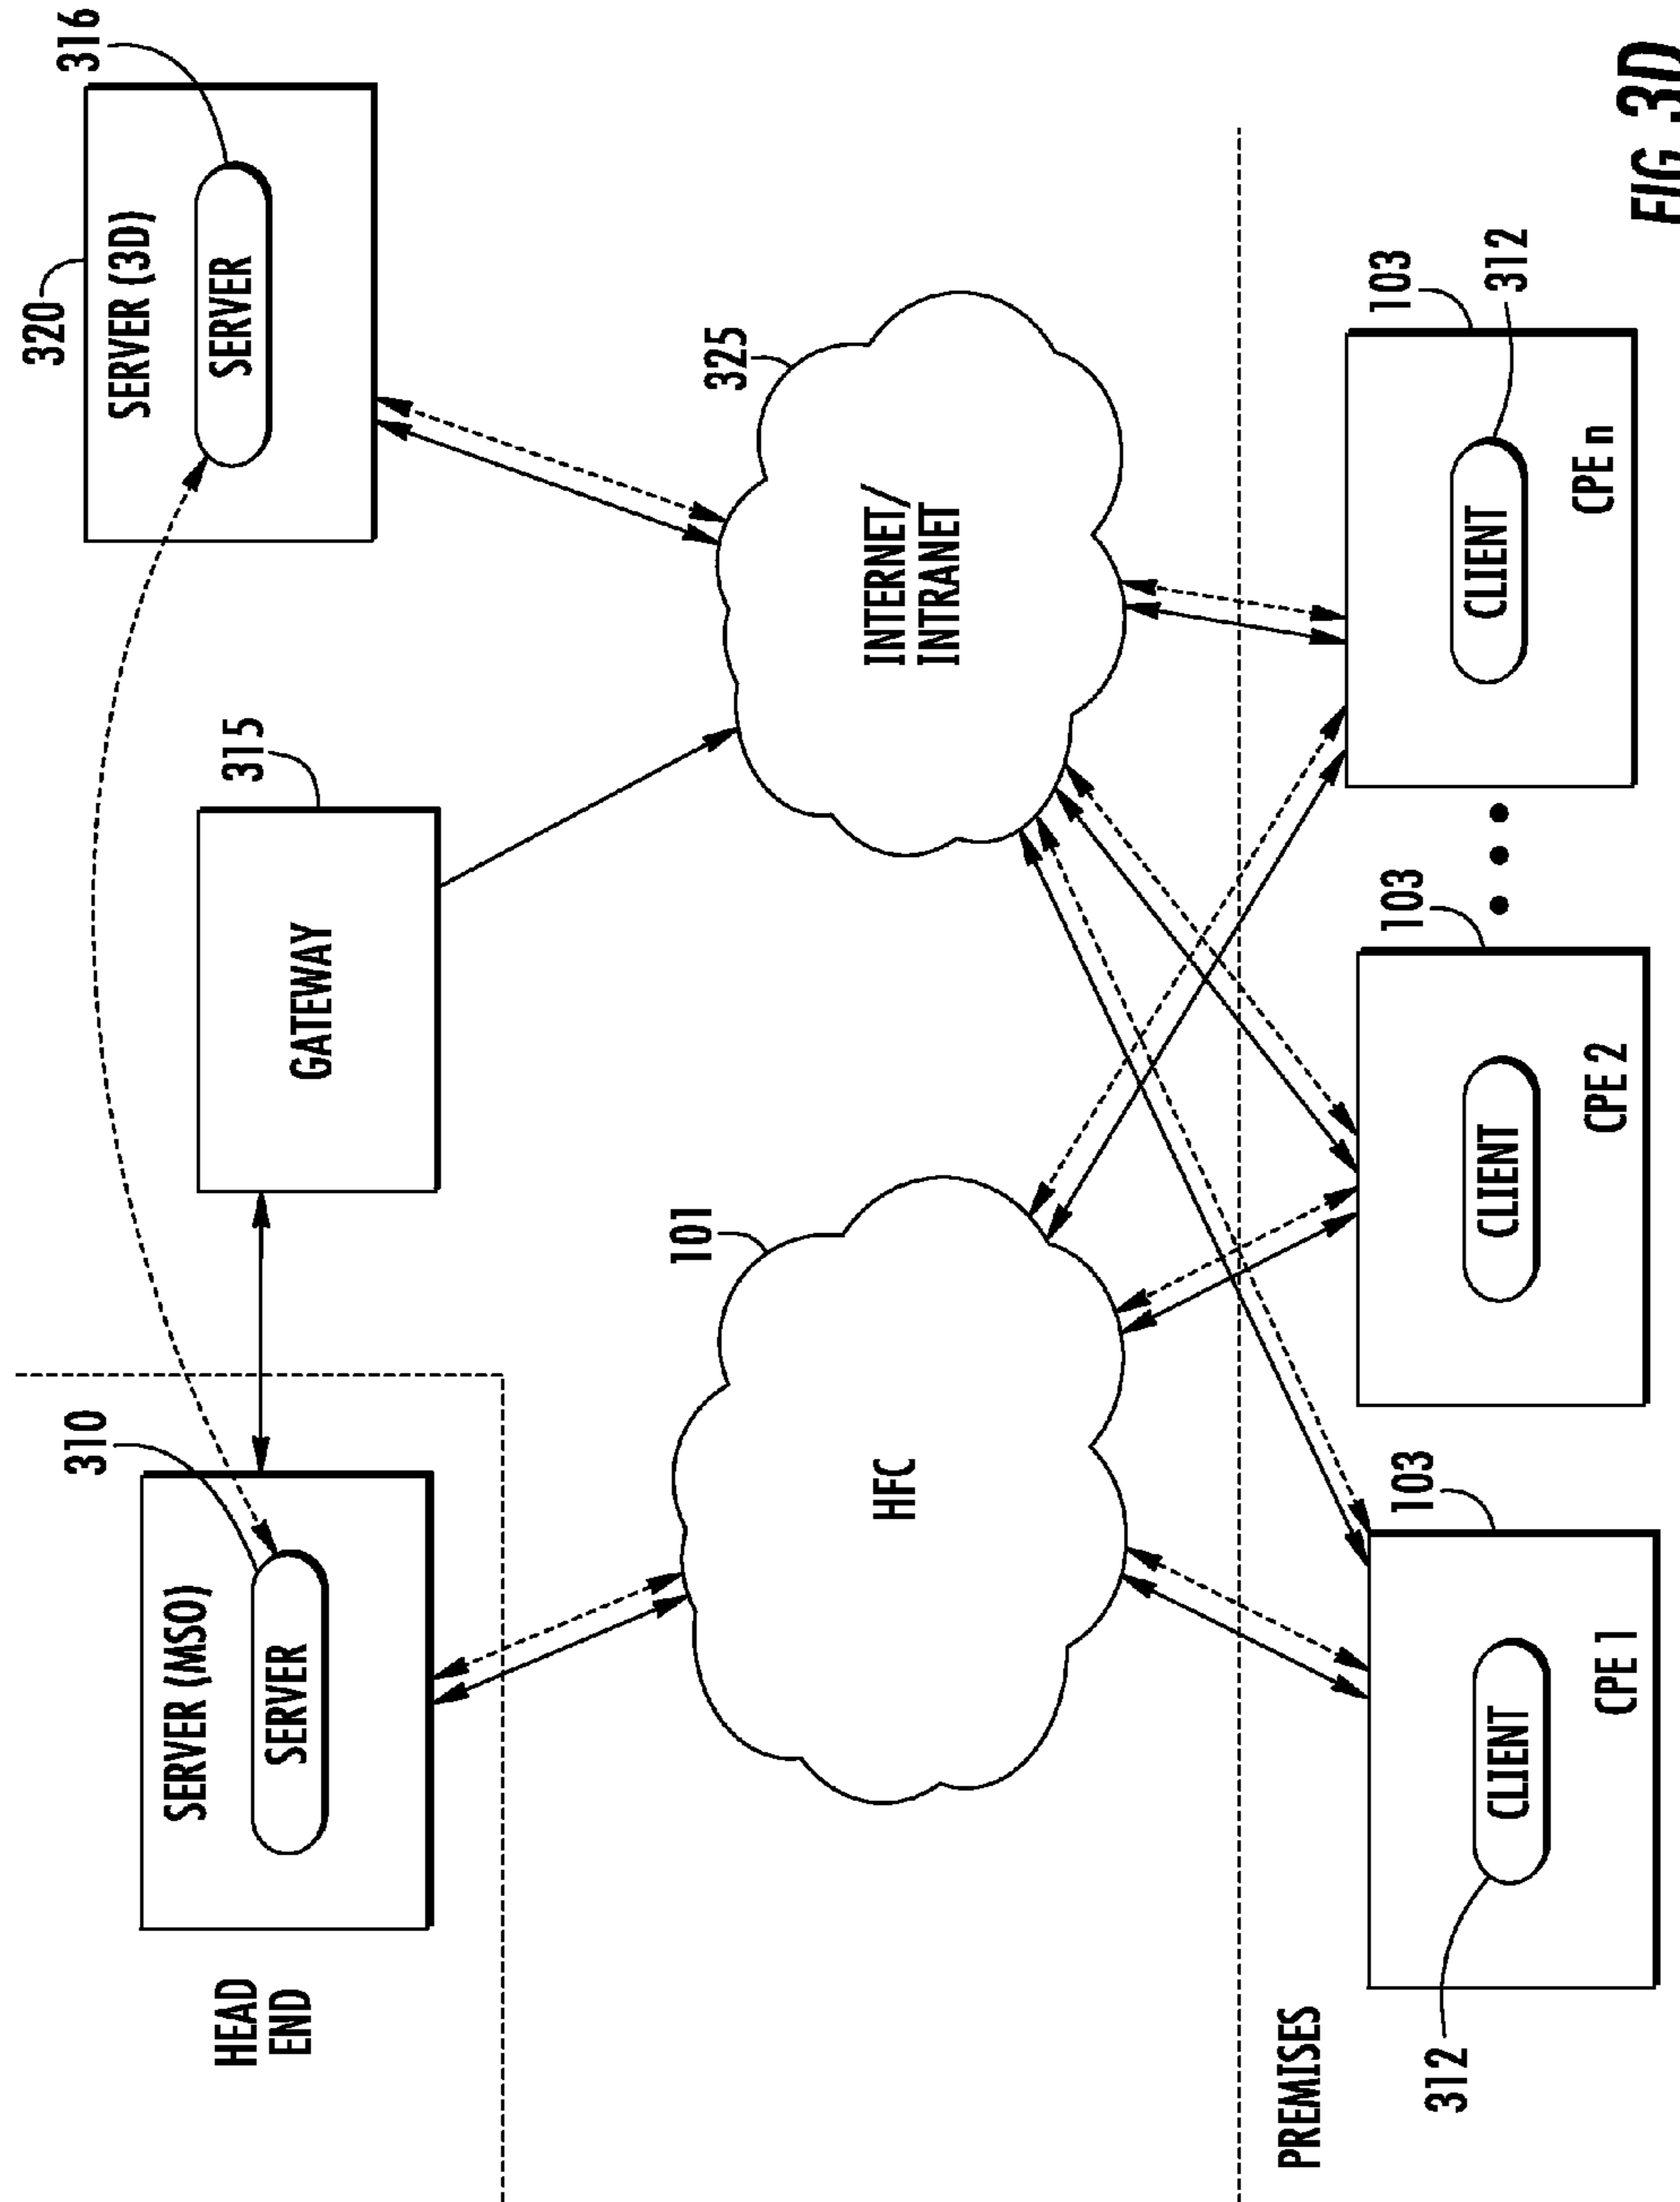 320
316
SERVER (3D)
SERVER
315
GATEWAY
310
SERVER (MSO)
SERVER
HEAD
END
101
HFC
325
INTERNET/
INTRANET
PREMISES
103
312
CLIENT
CPE 1
103
CLIENT
CPE 2
103
312
CLIENT
CPE n
FIG. 3D